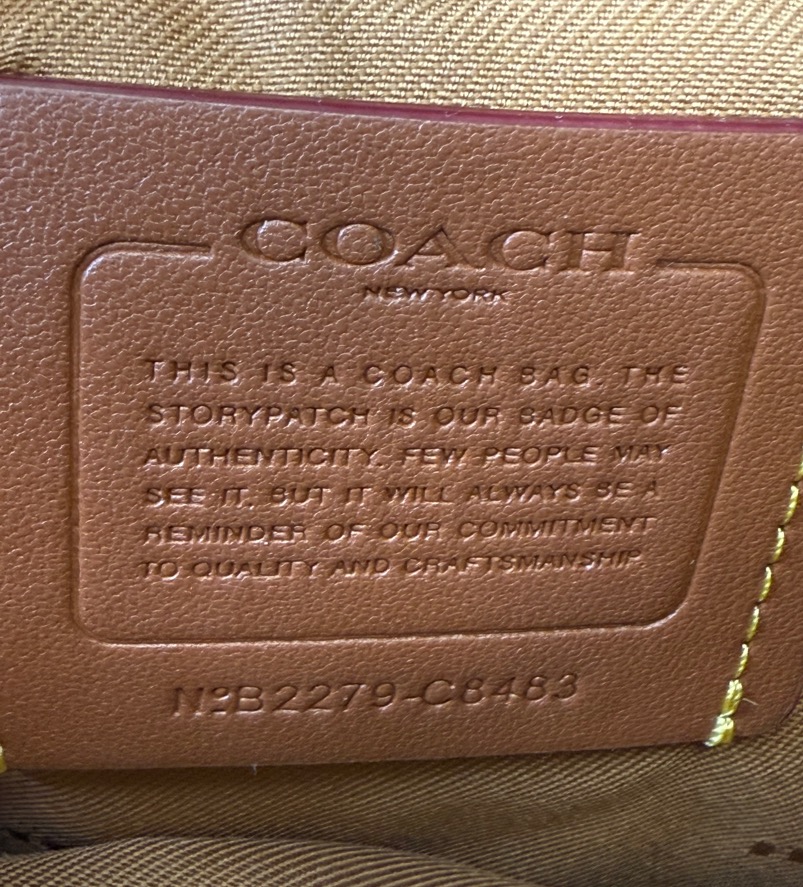 COACH
NEW YORK
THIS IS A COACH BAG. THE
STORYPATCH IS OUR BADGE OF
AUTHENTICITY. FEW PEOPLE MAY
SEE IT, BUT IT WILL ALWAYS BE A
REMINDER OF OUR COMMITMENT
TO QUALITY AND CRAFTSMANSHIP.
NºB2279-C8483